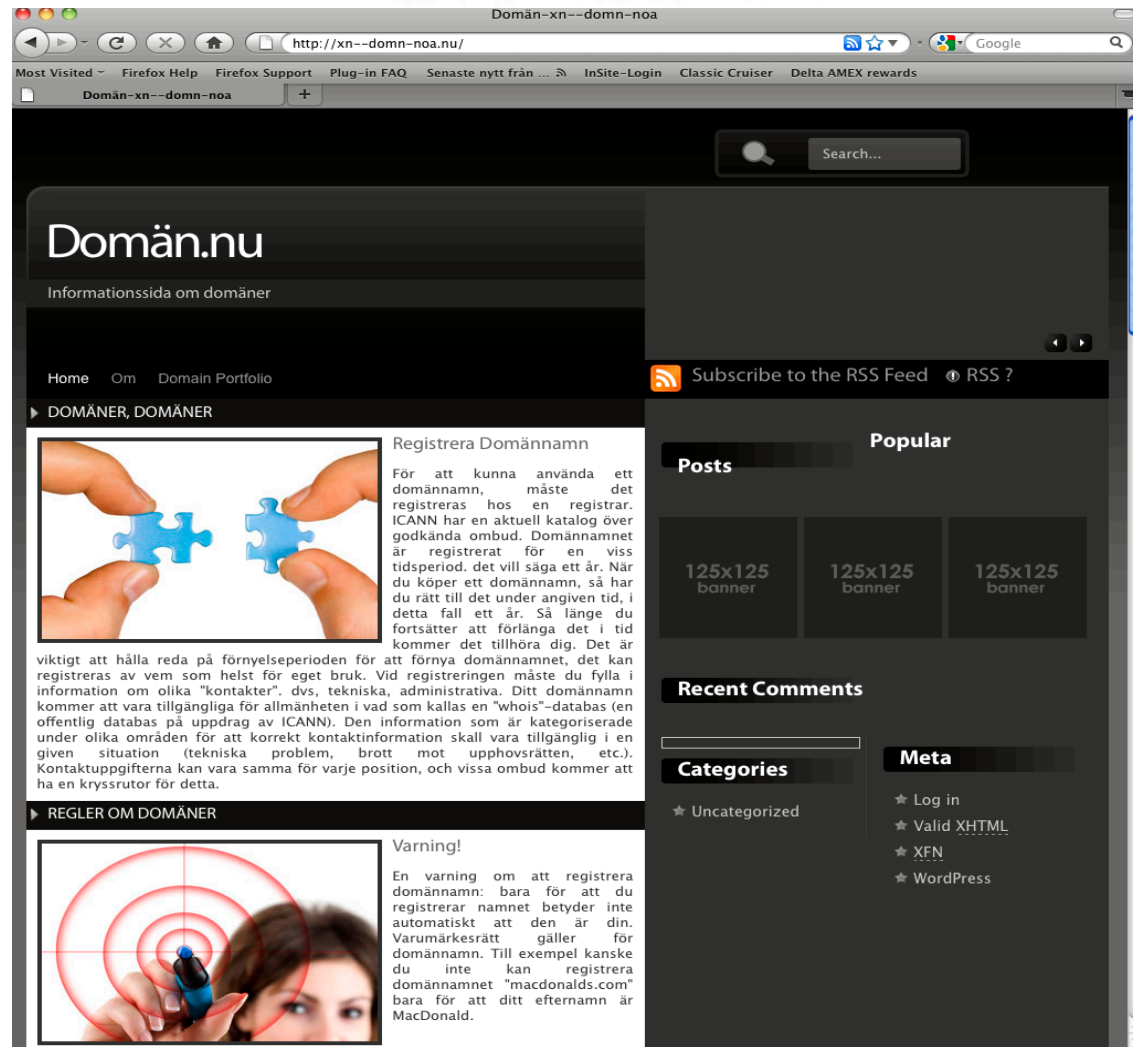 Domän-xn--domn-noa
http://xn--domn-noa.nu/
Google
Most Visited Firefox Help Firefox Support Plug-in FAQ Senaste nytt från ... InSite-Login Classic Cruiser Delta AMEX rewards
Domän-xn--domn-noa +
Search...
Domän.nu
Informationssida om domäner
Home Om Domain Portfolio
Subscribe to the RSS Feed RSS ?
DOMÄNER, DOMÄNER
Registrera Domännamn
För att kunna använda ett
domännamn, måste det
registreras hos en registrar.
ICANN har en aktuell katalog över
godkända ombud. Domännamnet
är registrerat för en viss
tidsperiod. det vill säga ett år. När
du köper ett domännamn, så har
du rätt till det under angiven tid, i
detta fall ett år. Så länge du
fortsätter att förlänga det i tid
kommer det tillhöra dig. Det är
viktigt att hålla reda på förnyelseperioden för att förnya domännamnet, det kan
registreras av vem som helst för eget bruk. Vid registreringen måste du fylla i
information om olika "kontakter". dvs, tekniska, administrativa. Ditt domännamn
kommer att vara tillgängliga för allmänheten i vad som kallas en "whois"-databas (en
offentlig databas på uppdrag av ICANN). Den information som är kategoriserade
under olika områden för att korrekt kontaktinformation skall vara tillgänglig i en
given situation (tekniska problem, brott mot upphovsrätten, etc.).
Kontaktuppgifterna kan vara samma för varje position, och vissa ombud kommer att
ha en kryssrutor för detta.
REGLER OM DOMÄNER
Varning!
En varning om att registrera
domännamn: bara för att du
registrerar namnet betyder inte
automatiskt att den är din.
Varumärkesrätt gäller för
domännamn. Till exempel kanske
du inte kan registrera
domännamnet "macdonalds.com"
bara för att ditt efternamn är
MacDonald.
Popular
Posts
125x125 125x125 125x125
banner banner banner
Recent Comments
Categories
Uncategorized
Meta
Log in
Valid XHTML
XFN
WordPress